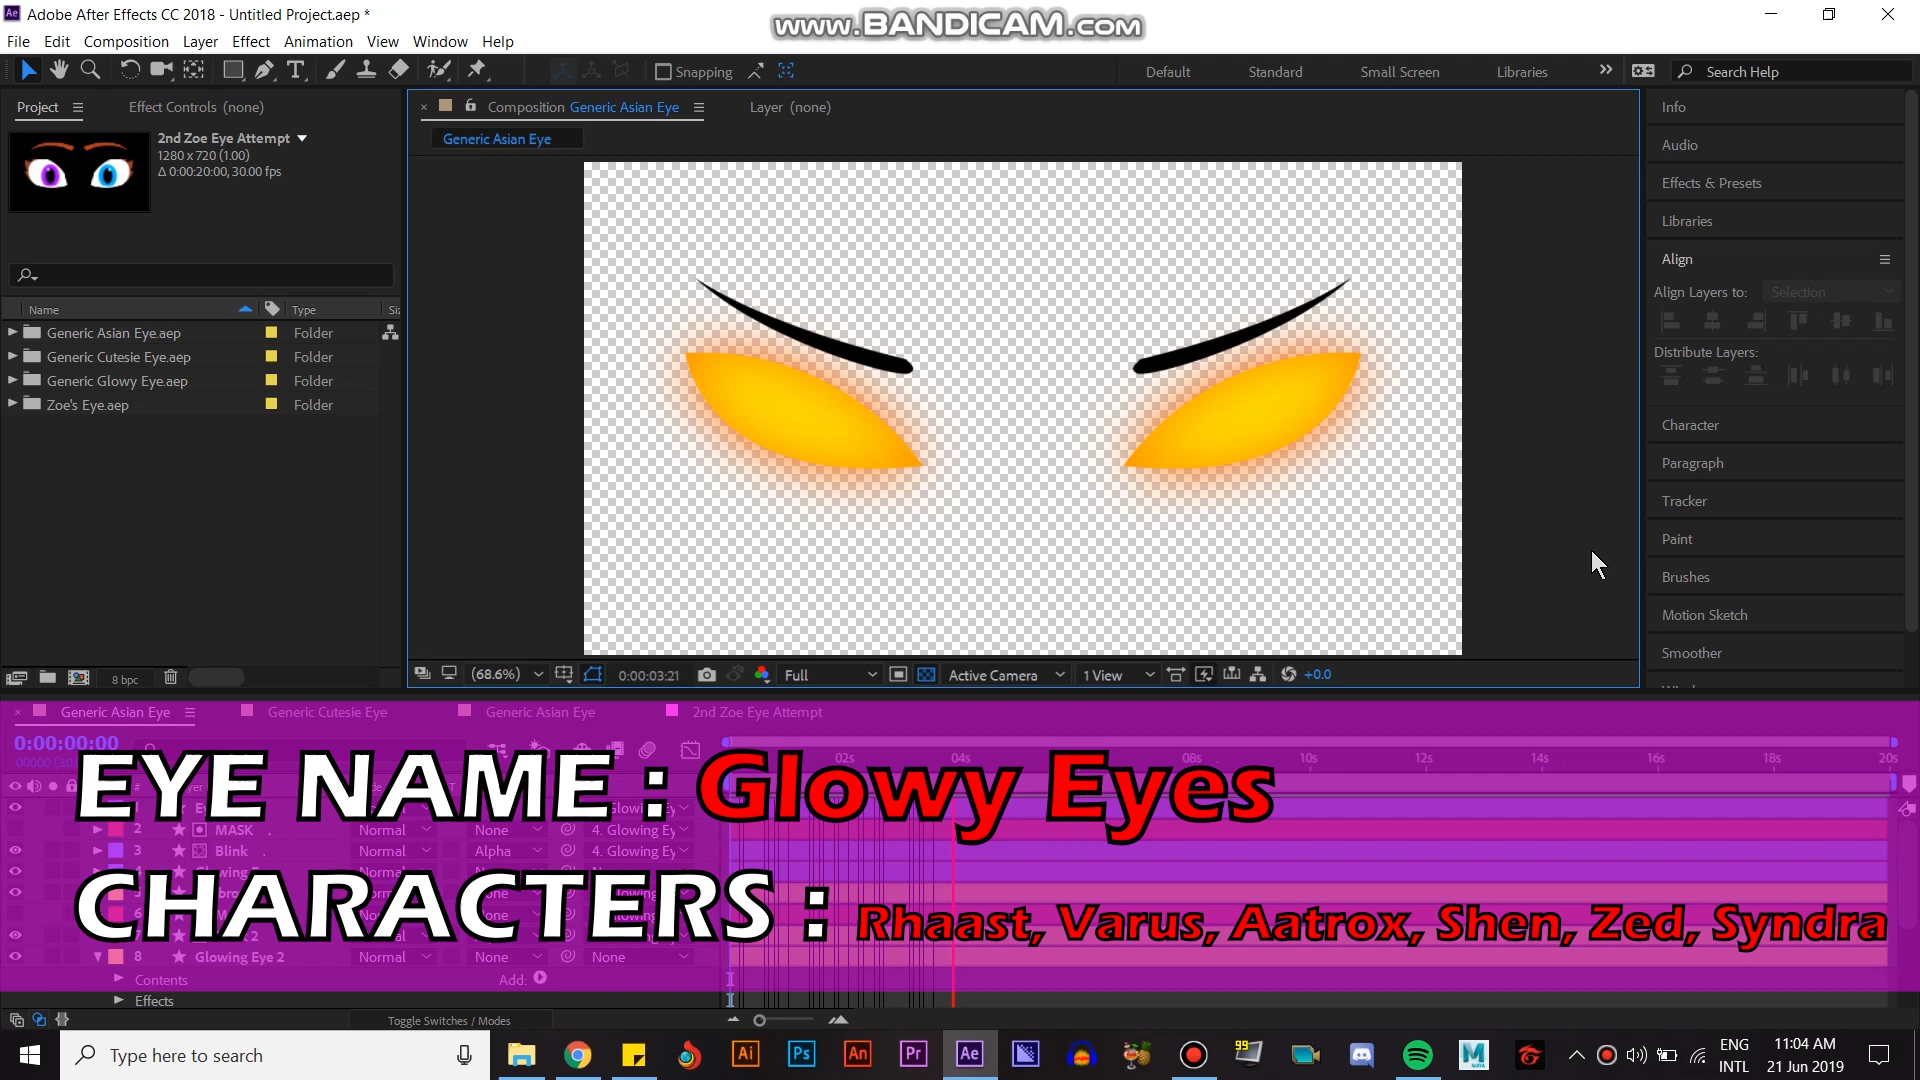 Adobe After Effects CC 2018 - Untitled Project.aep *
www.BANDICAM.com
File Edit Composition Layer Effect Animation View Window Help
Snapping
Default Standard Small Screen Libraries
Search Help
Project
Effect Controls (none)
Composition Generic Asian Eye
Layer (none)
Info
2nd Zoe Eye Attempt
1280 x 720 (1.00)
Δ 0:00:20:00, 30.00 fps
Generic Asian Eye
Audio
Effects & Presets
Libraries
Align
Align Layers to: Selection
Distribute Layers:
Name Type Siz
Generic Asian Eye.aep Folder
Generic Cutesie Eye.aep Folder
Generic Glowy Eye.aep Folder
Zoe's Eye.aep Folder
Character
Paragraph
Tracker
Paint
Brushes
Motion Sketch
Smoother
8 bpc
(68.6%) 0:00:03:21 Full Active Camera 1 View +0.0
Generic Asian Eye Generic Cutesie Eye Generic Asian Eye 2nd Zoe Eye Attempt
0:00:00:00
02s 04s 08s 10s 12s 14s 16s 18s 20s
EYE NAME : Glowy Eyes
2 MASK Normal None 4. Glowing Ey
3 Blink Normal Alpha 4. Glowing Ey
CHARACTERS : Rhaast, Varus, Aatrox, Shen, Zed, Syndra
8 Glowing Eye 2 Normal None None
Contents Add:
Effects
Toggle Switches / Modes
Type here to search
ENG
INTL
11:04 AM
21 Jun 2019